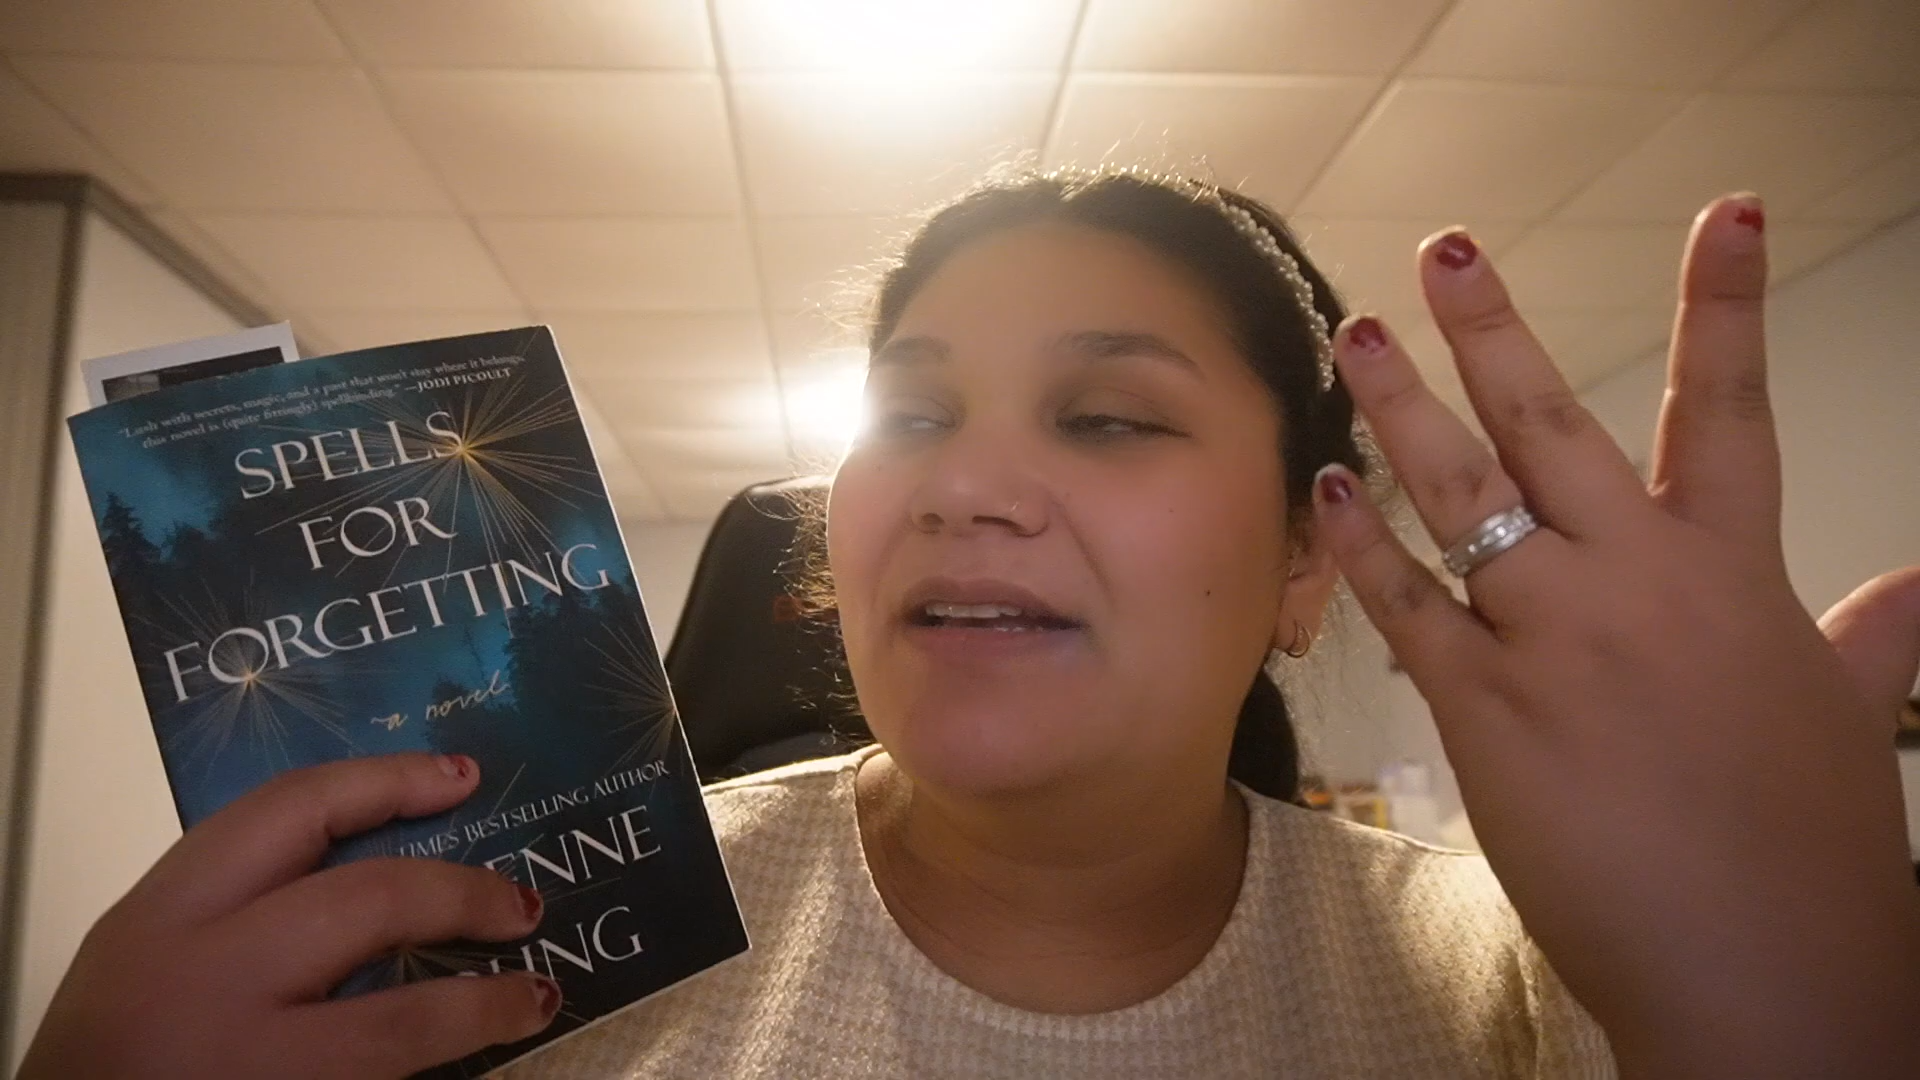 "Lush with secrets, magic, and a past that won't stay where it belongs,
this novel is (quite fittingly) spellbinding." —JODI PICOULT
SPELLS
FOR
FORGETTING
a novel
TIMES BESTSELLING AUTHOR
ENNE
UNG